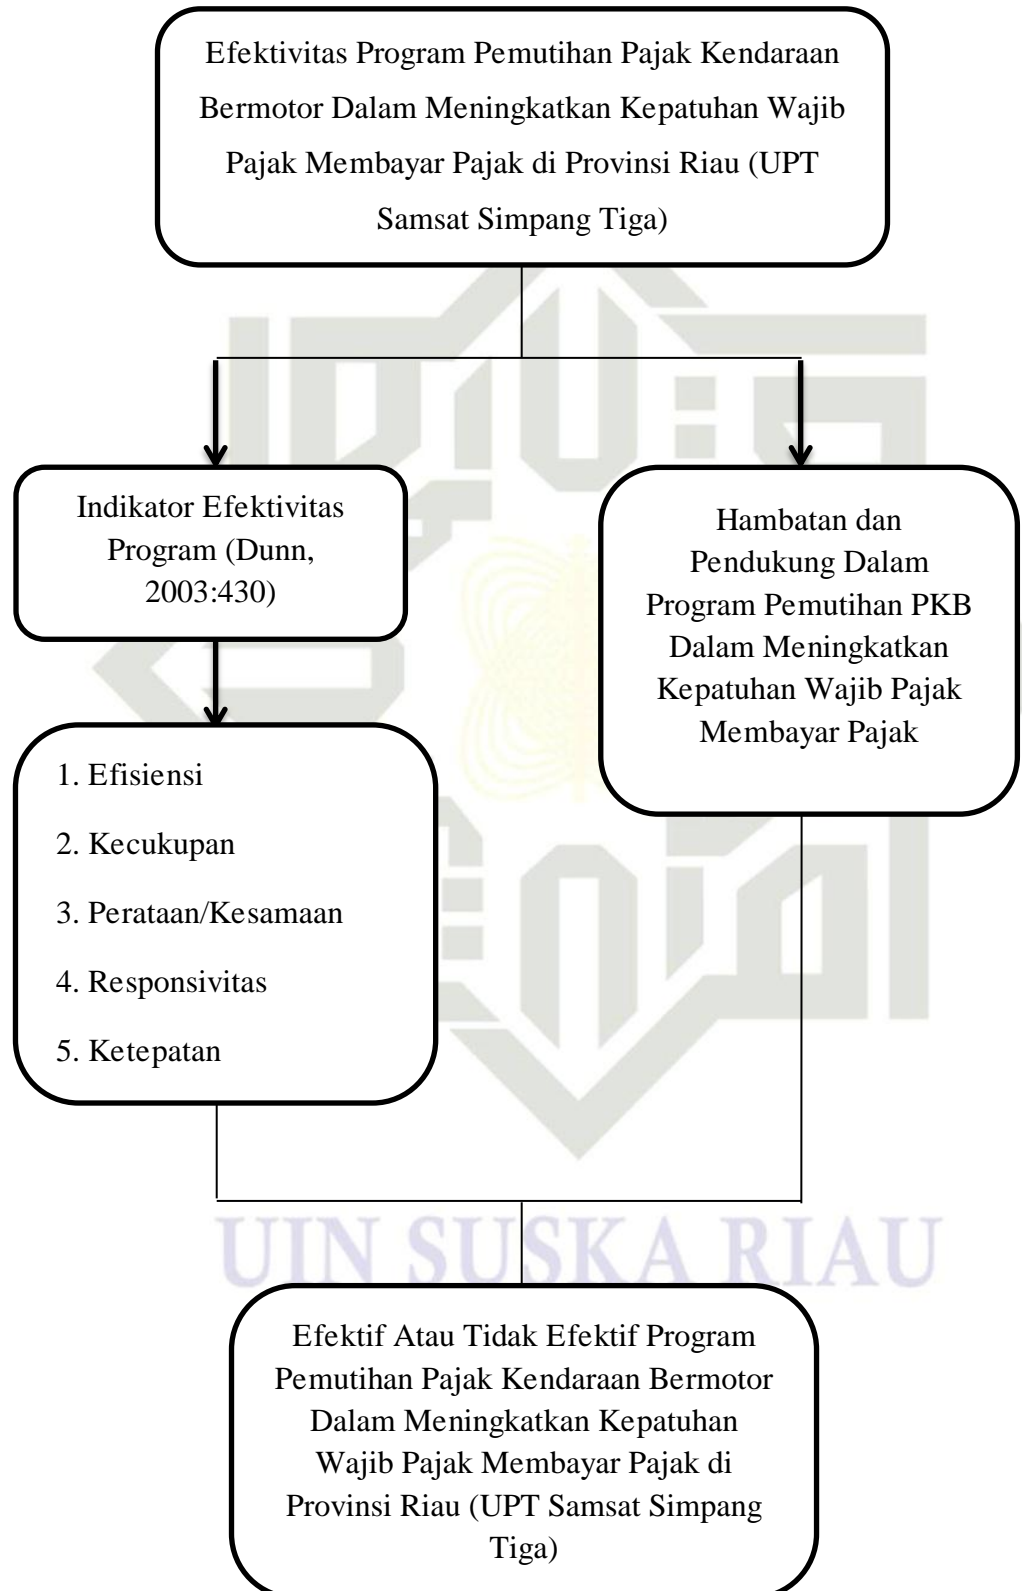 Efektivitas Program Pemutihan Pajak Kendaraan
Bermotor Dalam Meningkatkan Kepatuhan Wajib
Pajak Membayar Pajak di Provinsi Riau (UPT
Samsat Simpang Tiga)
Indikator Efektivitas
Program (Dunn,
2003:430)
Hambatan dan
Pendukung Dalam
Program Pemutihan PKB
Dalam Meningkatkan
Kepatuhan Wajib Pajak
Membayar Pajak
1. Efisiensi
2. Kecukupan
3. Perataan/Kesamaan
4. Responsivitas
5. Ketepatan
UIN SUSKA RIAU
Efektif Atau Tidak Efektif Program
Pemutihan Pajak Kendaraan Bermotor
Dalam Meningkatkan Kepatuhan
Wajib Pajak Membayar Pajak di
Provinsi Riau (UPT Samsat Simpang
Tiga)